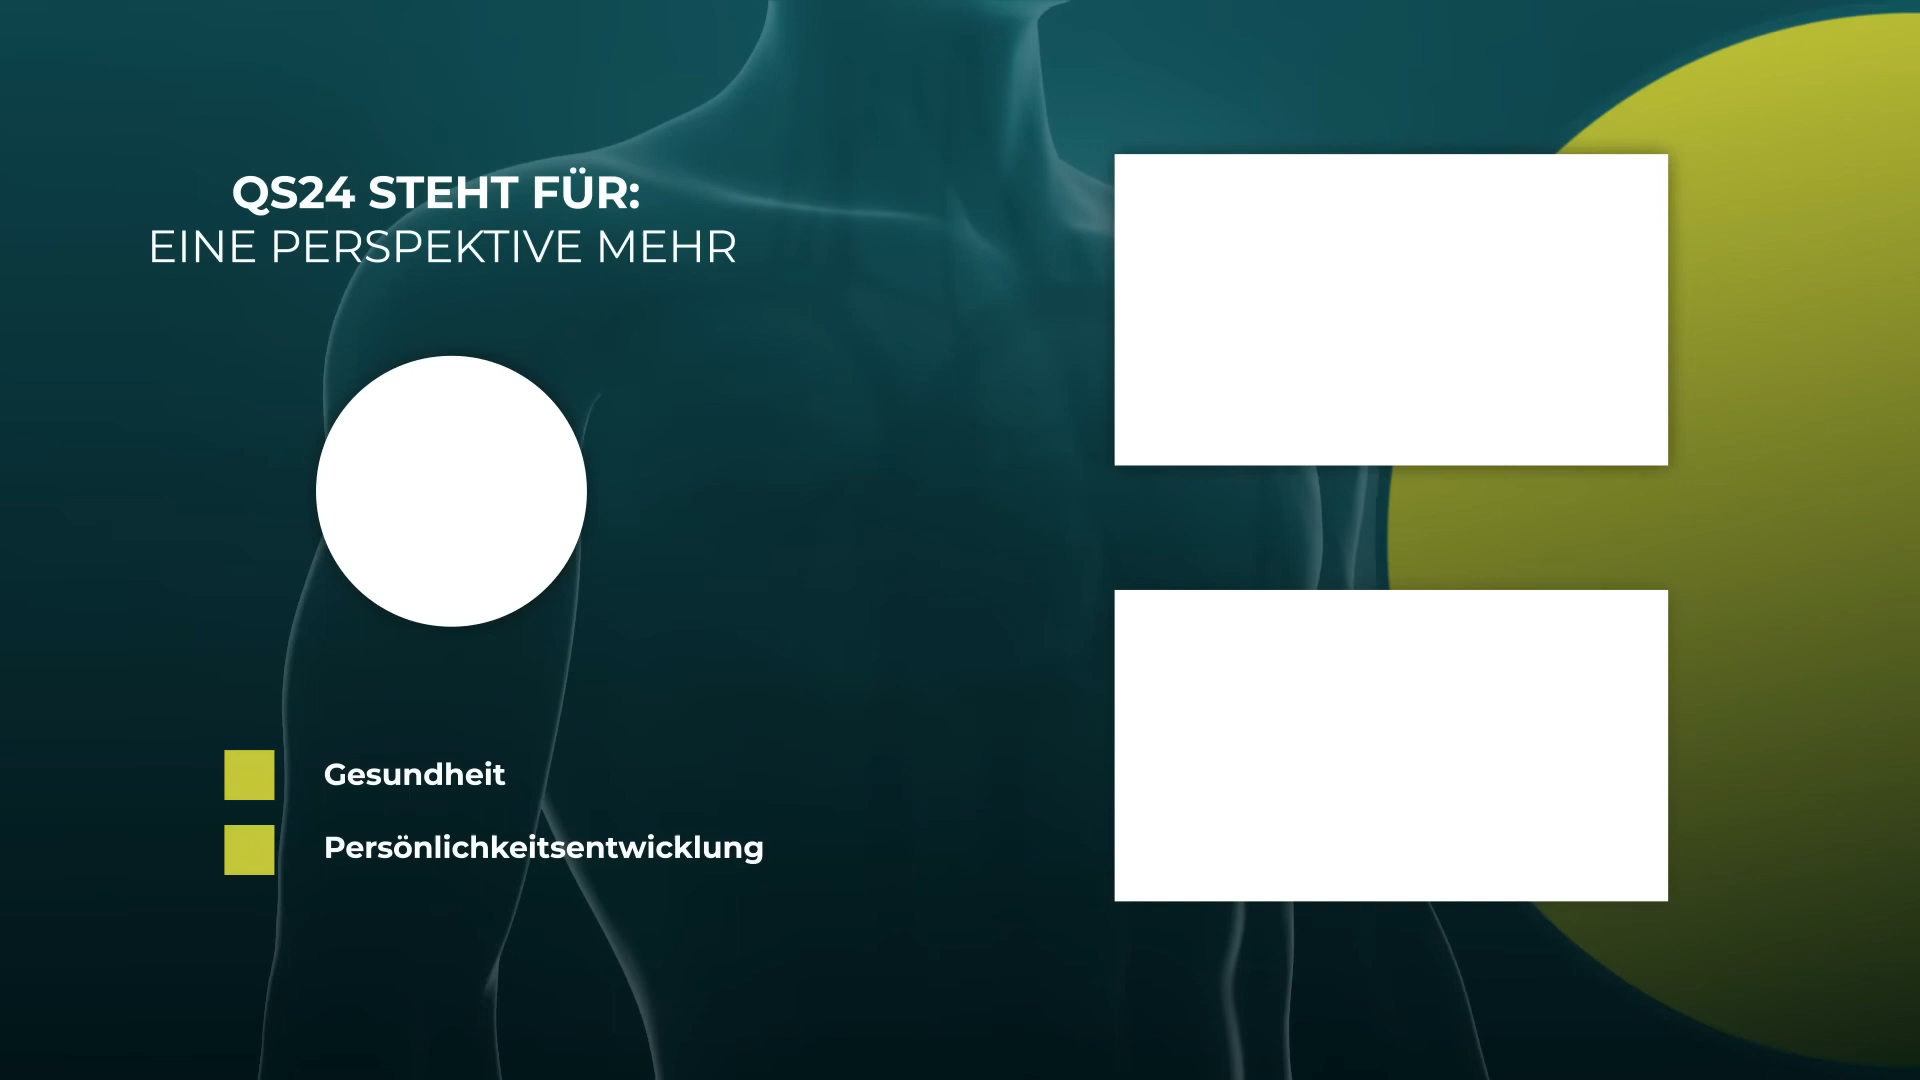 QS24 STEHT FÜR:
EINE PERSPEKTIVE MEHR
Gesundheit
Persönlichkeitsentwicklung